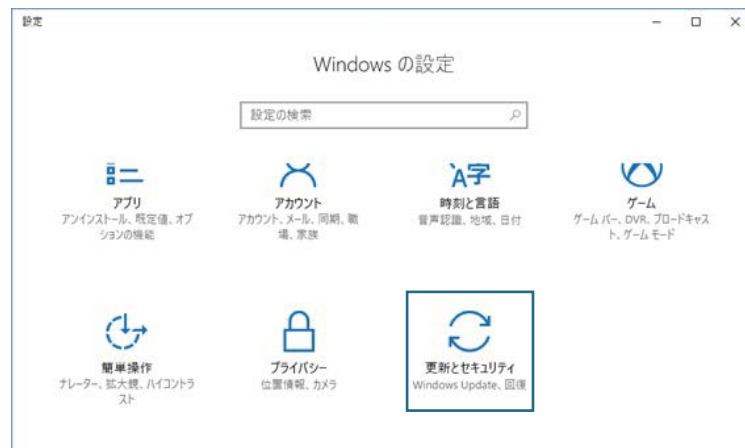 設定
Windows の設定
設定の検索
アプリ
アンインストール、既定値、オプ
ションの機能
アカウント
アカウント、メール、同期、職
場、家族
時刻と言語
音声認識、地域、日付
ゲーム
ゲーム バー、DVR、ブロードキャス
ト、ゲーム モード
簡単操作
ナレーター、拡大鏡、ハイコントラ
スト
プライバシー
位置情報、カメラ
更新とセキュリティ
Windows Update、回復